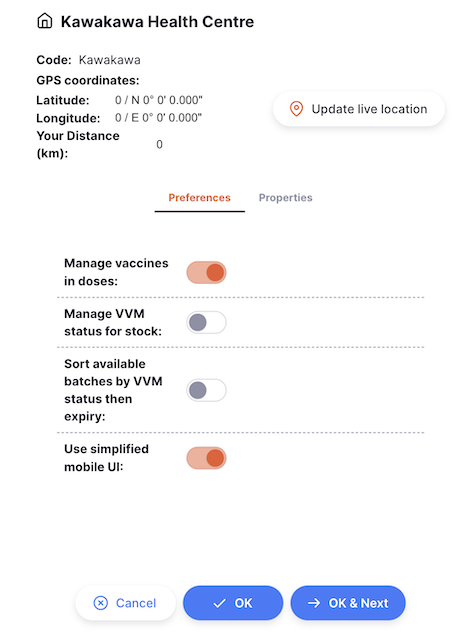 Kawakawa Health Centre
Code: Kawakawa
GPS coordinates:
Latitude: 0 / N 0° 0' 0.000"
Update live location
Longitude: 0 / E 0° 0' 0.000"
Your Distance
(km): 0
Preferences Properties
Manage vaccines
in doses:
Manage VVM
status for stock:
Sort available
batches by VVM
status then
expiry:
Use simplified
mobile UI:
Cancel OK OK & Next